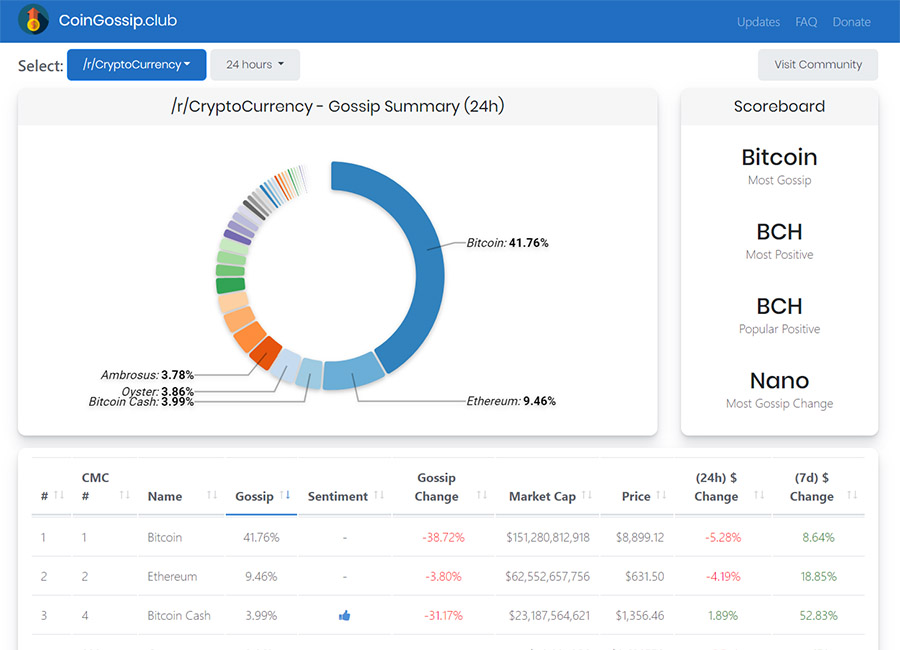 CoinGossip.club
Updates FAQ Donate
Select: /r/CryptoCurrency 24 hours Visit Community
/r/CryptoCurrency - Gossip Summary (24h)
Bitcoin: 41.76%
Ambrosus: 3.78%
Oyster: 3.86%
Bitcoin Cash: 3.99%
Ethereum: 9.46%
Scoreboard
Bitcoin
Most Gossip
BCH
Most Positive
BCH
Popular Positive
Nano
Most Gossip Change
# CMC # Name Gossip Sentiment Gossip Change Market Cap Price (24h) $ Change (7d) $ Change
1 1 Bitcoin 41.76% - -38.72% $151,280,812,918 $8,899.12 -5.28% 8.64%
2 2 Ethereum 9.46% - -3.80% $62,552,657,756 $631.50 -4.19% 18.85%
3 4 Bitcoin Cash 3.99% -31.17% $23,187,564,621 $1,356.46 1.89% 52.83%